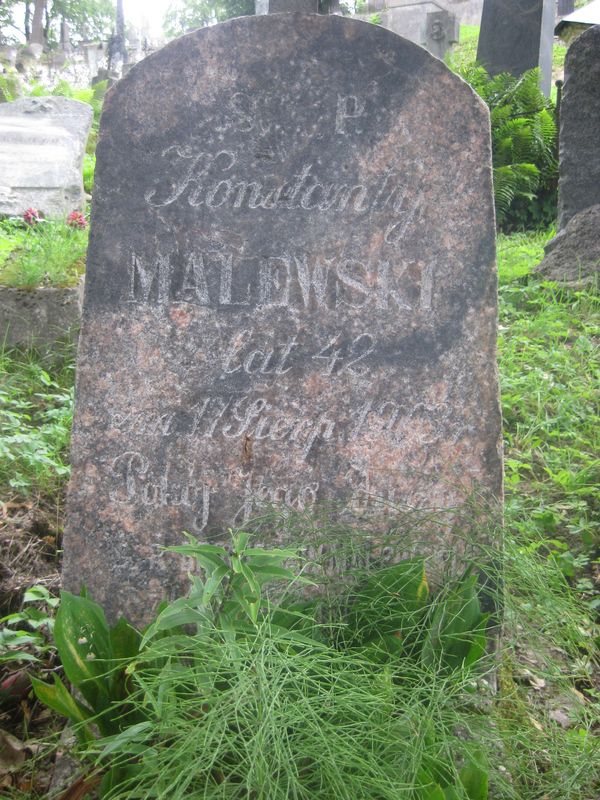 S. P.
Konstanty
MALEWSKI
lat 42
zm 17 Sierp
Pokój Jego Duszy